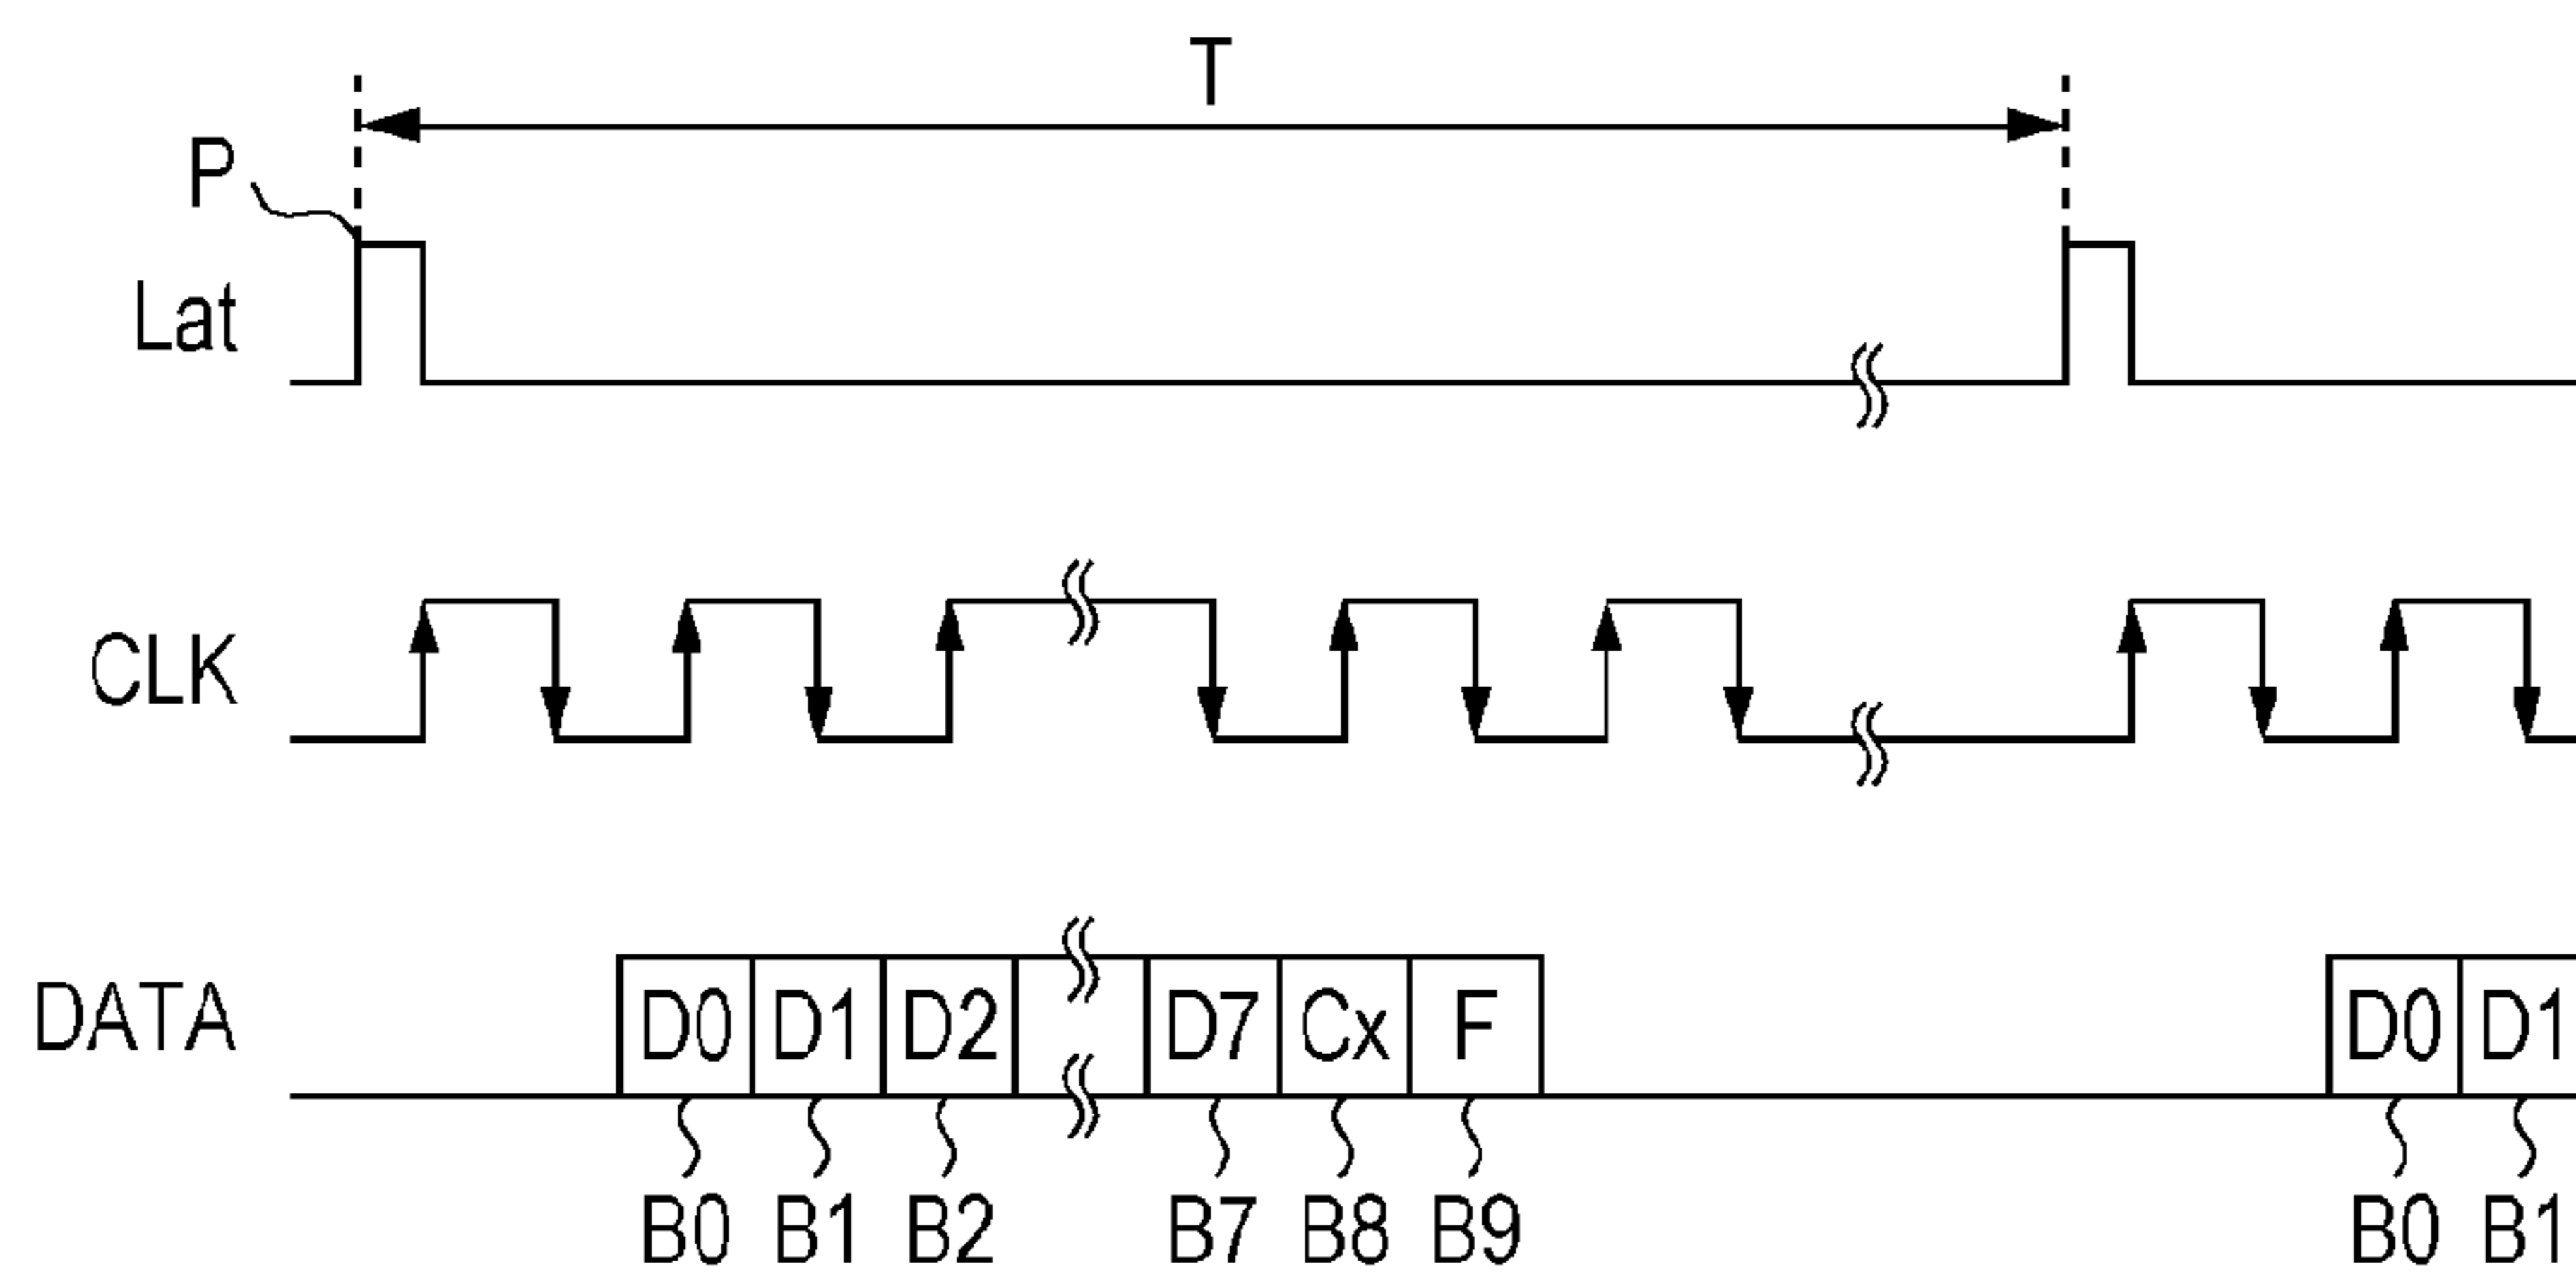 T
P
Lat
CLK
DATA D0 D1 D2 D7 Cx F D0 D1
B0 B1 B2 B7 B8 B9 B0 B1